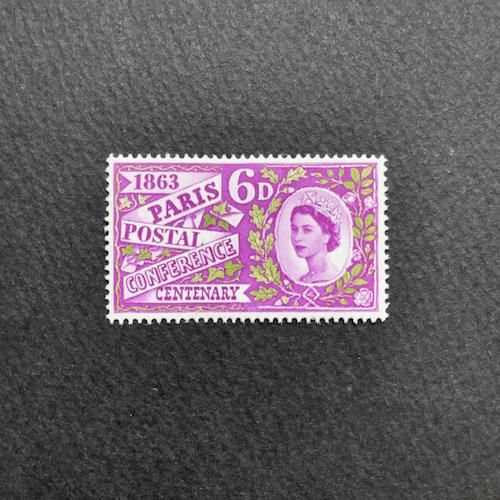 1863
PARIS
6D
POSTAL
CONFERENCE
CENTENARY